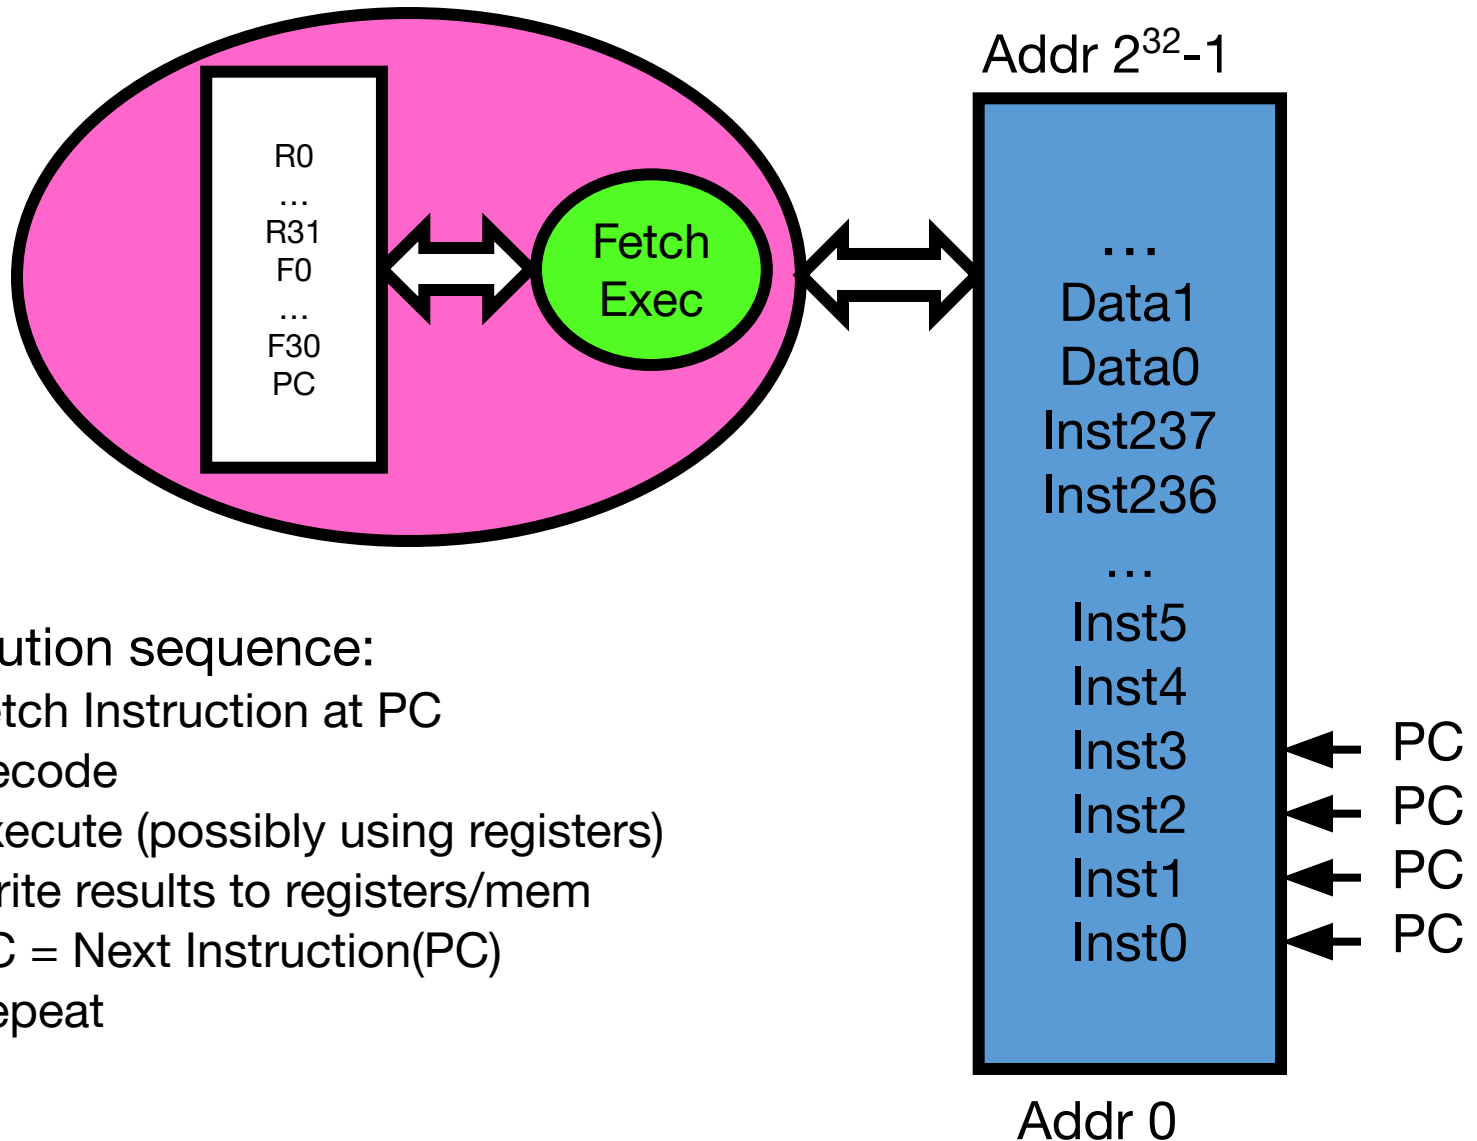 Addr 2³²-1
R0
…
R31
F0
…
F30
PC
Fetch
Exec
…
Data1
Data0
Inst237
Inst236
…
Inst5
Inst4
Inst3
Inst2
Inst1
Inst0
PC
PC
PC
PC
Addr 0
ution sequence:
etch Instruction at PC
ecode
xecute (possibly using registers)
rite results to registers/mem
C = Next Instruction(PC)
epeat